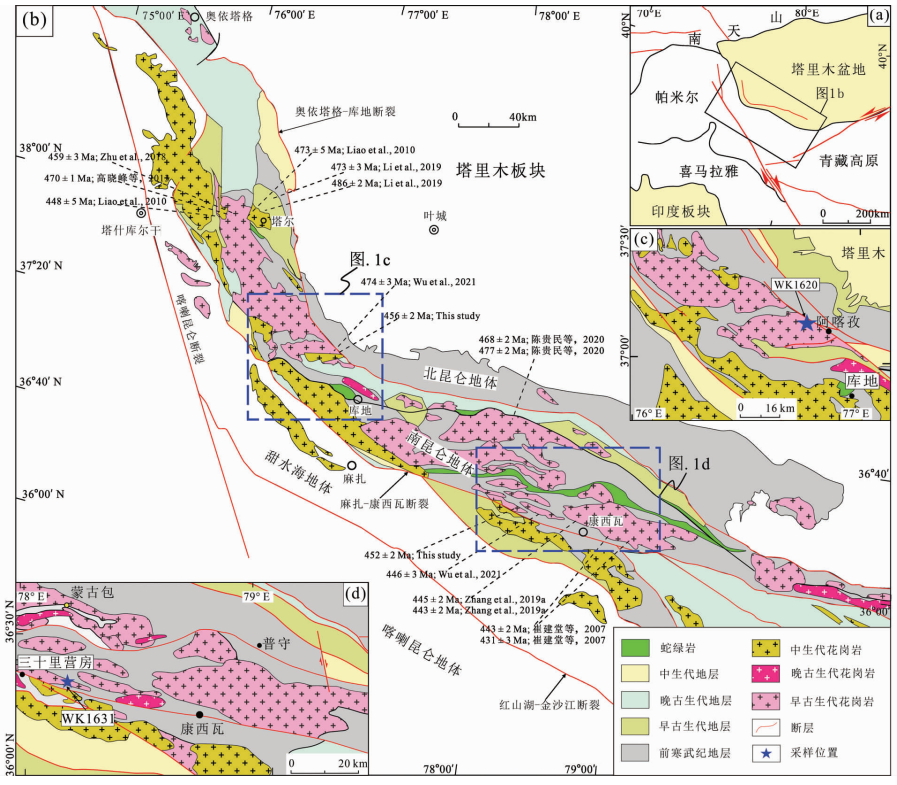 (b)
75°00′ E
76°00′ E
77°00′ E
78°00′ E
奥依塔格
奥依塔格-库地断裂
0 40km
38°00′ N
37°20′ N
36°40′ N
36°00′ N
459 ± 3 Ma; Zhu et al., 2018
470 ± 1 Ma; 高晓峰等, 201
448 ± 5 Ma; Liao et al., 2010
塔什库尔干
473 ± 5 Ma; Liao et al., 2010
473 ± 3 Ma; Li et al., 2019
486 ± 2 Ma; Li et al., 2019
塔里木板块
塔尔
叶城
图. 1c
474 ± 3 Ma; Wu et al., 2021
456 ± 2 Ma; This study
468 ± 2 Ma; 陈贵民等, 2020
477 ± 2 Ma; 陈贵民等, 2020
喀喇昆仑断裂
北昆仑地体
库地
南昆仑地体
甜水海地体
麻扎
麻扎-康西瓦断裂
图. 1d
康西瓦
36°40′
36°00′
452 ± 2 Ma; This study
446 ± 3 Ma; Wu et al., 2021
445 ± 2 Ma; Zhang et al., 2019a
443 ± 2 Ma; Zhang et al., 2019a
443 ± 2 Ma; 崔建堂等, 2007
431 ± 3 Ma; 崔建堂等, 2007
喀喇昆仑地体
红山湖-金沙江断裂
78°00′ E
79°00′ E
(a)
70°E
80°E
40°N
40°N
南
天
山
塔里木盆地
图1b
帕米尔
喜马拉雅
青藏高原
印度板块
0 200km
(c)
37°30′
37°00′
塔里木
WK1620
阿喀孜
库地
0 16 km
76°E
77°E
(d)
78° E
79° E
36°30′ N
36°00′ N
蒙古包
普守
三十里营房
WK1631
康西瓦
0 20 km
蛇绿岩
中生代花岗岩
中生代地层
晚古生代花岗岩
晚古生代地层
早古生代花岗岩
早古生代地层
断层
前寒武纪地层
采样位置